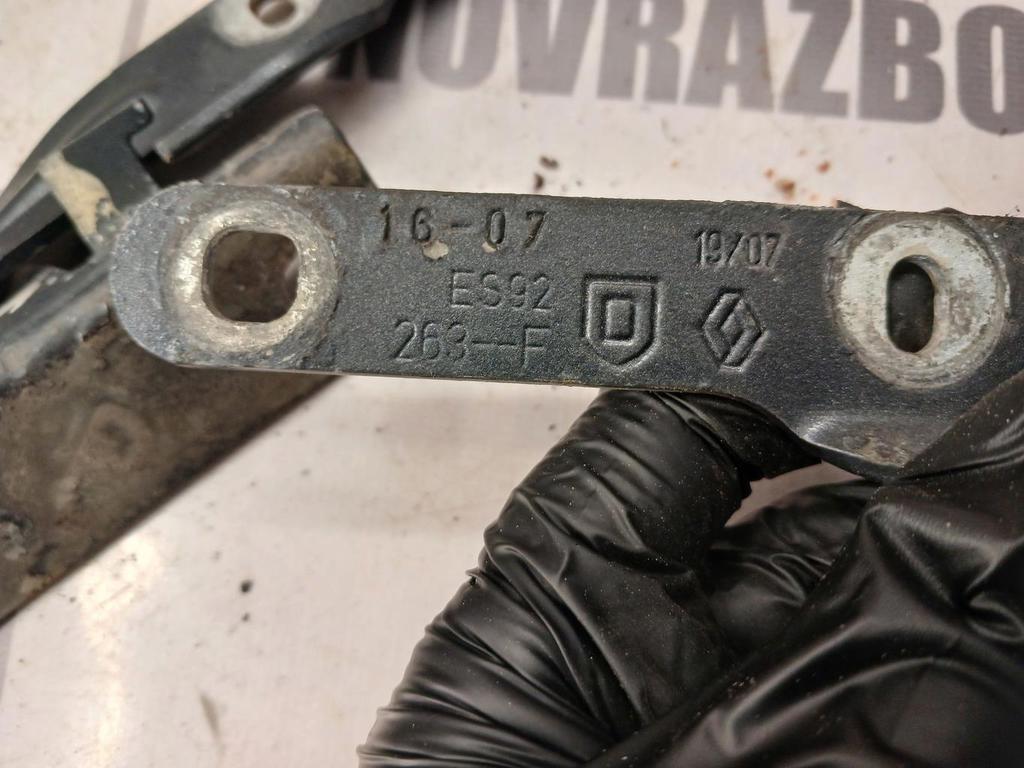 NOVRAZBO
16-07
19/07
ES92
263--F